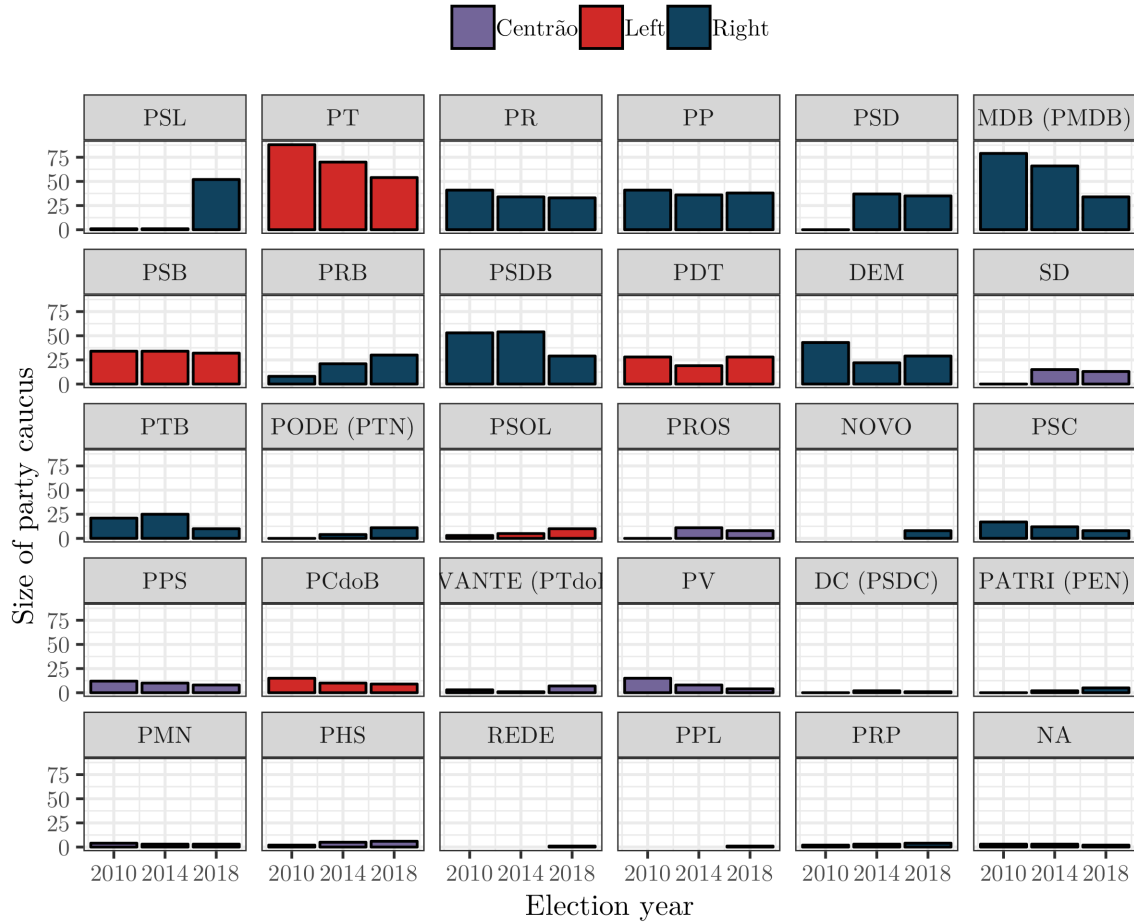 Centrão Left Right
PSL PT PR PP PSD MDB (PMDB)
75
50
25
0
PSB PRB PSDB PDT DEM SD
75
50
25
0
PTB PODE (PTN) PSOL PROS NOVO PSC
75
50
25
0
PPS PCdoB VANTE (PTdoB PV DC (PSDC) PATRI (PEN)
75
50
25
0
PMN PHS REDE PPL PRP NA
75
50
25
0
2010 2014 2018 2010 2014 2018 2010 2014 2018 2010 2014 2018 2010 2014 2018 2010 2014 2018
Size of party caucus
Election year